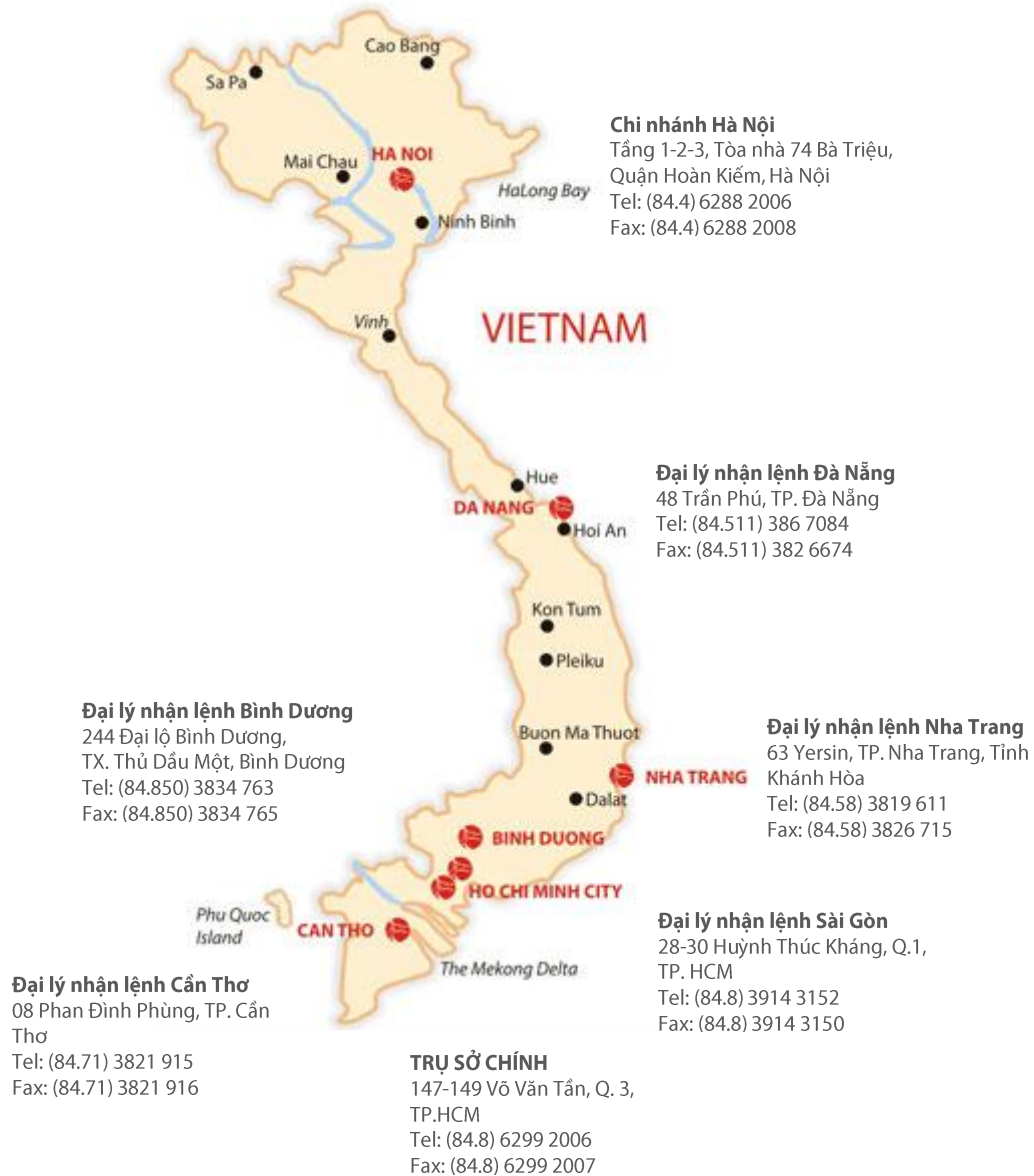 Cao Bang
Sa Pa
Mai Chau
HA NOI
HaLong Bay
Ninh Binh
Chi nhánh Hà Nội
Tầng 1-2-3, Tòa nhà 74 Bà Triệu,
Quận Hoàn Kiếm, Hà Nội
Tel: (84.4) 6288 2006
Fax: (84.4) 6288 2008
Vinh
VIETNAM
Hue
DA NANG
Hoi An
Đại lý nhận lệnh Đà Nẵng
48 Trần Phú, TP. Đà Nẵng
Tel: (84.511) 386 7084
Fax: (84.511) 382 6674
Kon Tum
Pleiku
Buon Ma Thuot
NHA TRANG
Dalat
Đại lý nhận lệnh Bình Dương
244 Đại lộ Bình Dương,
TX. Thủ Dầu Một, Bình Dương
Tel: (84.850) 3834 763
Fax: (84.850) 3834 765
Đại lý nhận lệnh Nha Trang
63 Yersin, TP. Nha Trang, Tỉnh
Khánh Hòa
Tel: (84.58) 3819 611
Fax: (84.58) 3826 715
BINH DUONG
HO CHI MINH CITY
Phu Quoc
Island
CAN THO
The Mekong Delta
Đại lý nhận lệnh Sài Gòn
28-30 Huỳnh Thúc Kháng, Q.1,
TP. HCM
Tel: (84.8) 3914 3152
Fax: (84.8) 3914 3150
Đại lý nhận lệnh Cần Thơ
08 Phan Đình Phùng, TP. Cần
Thơ
Tel: (84.71) 3821 915
Fax: (84.71) 3821 916
TRỤ SỞ CHÍNH
147-149 Võ Văn Tần, Q. 3,
TP.HCM
Tel: (84.8) 6299 2006
Fax: (84.8) 6299 2007